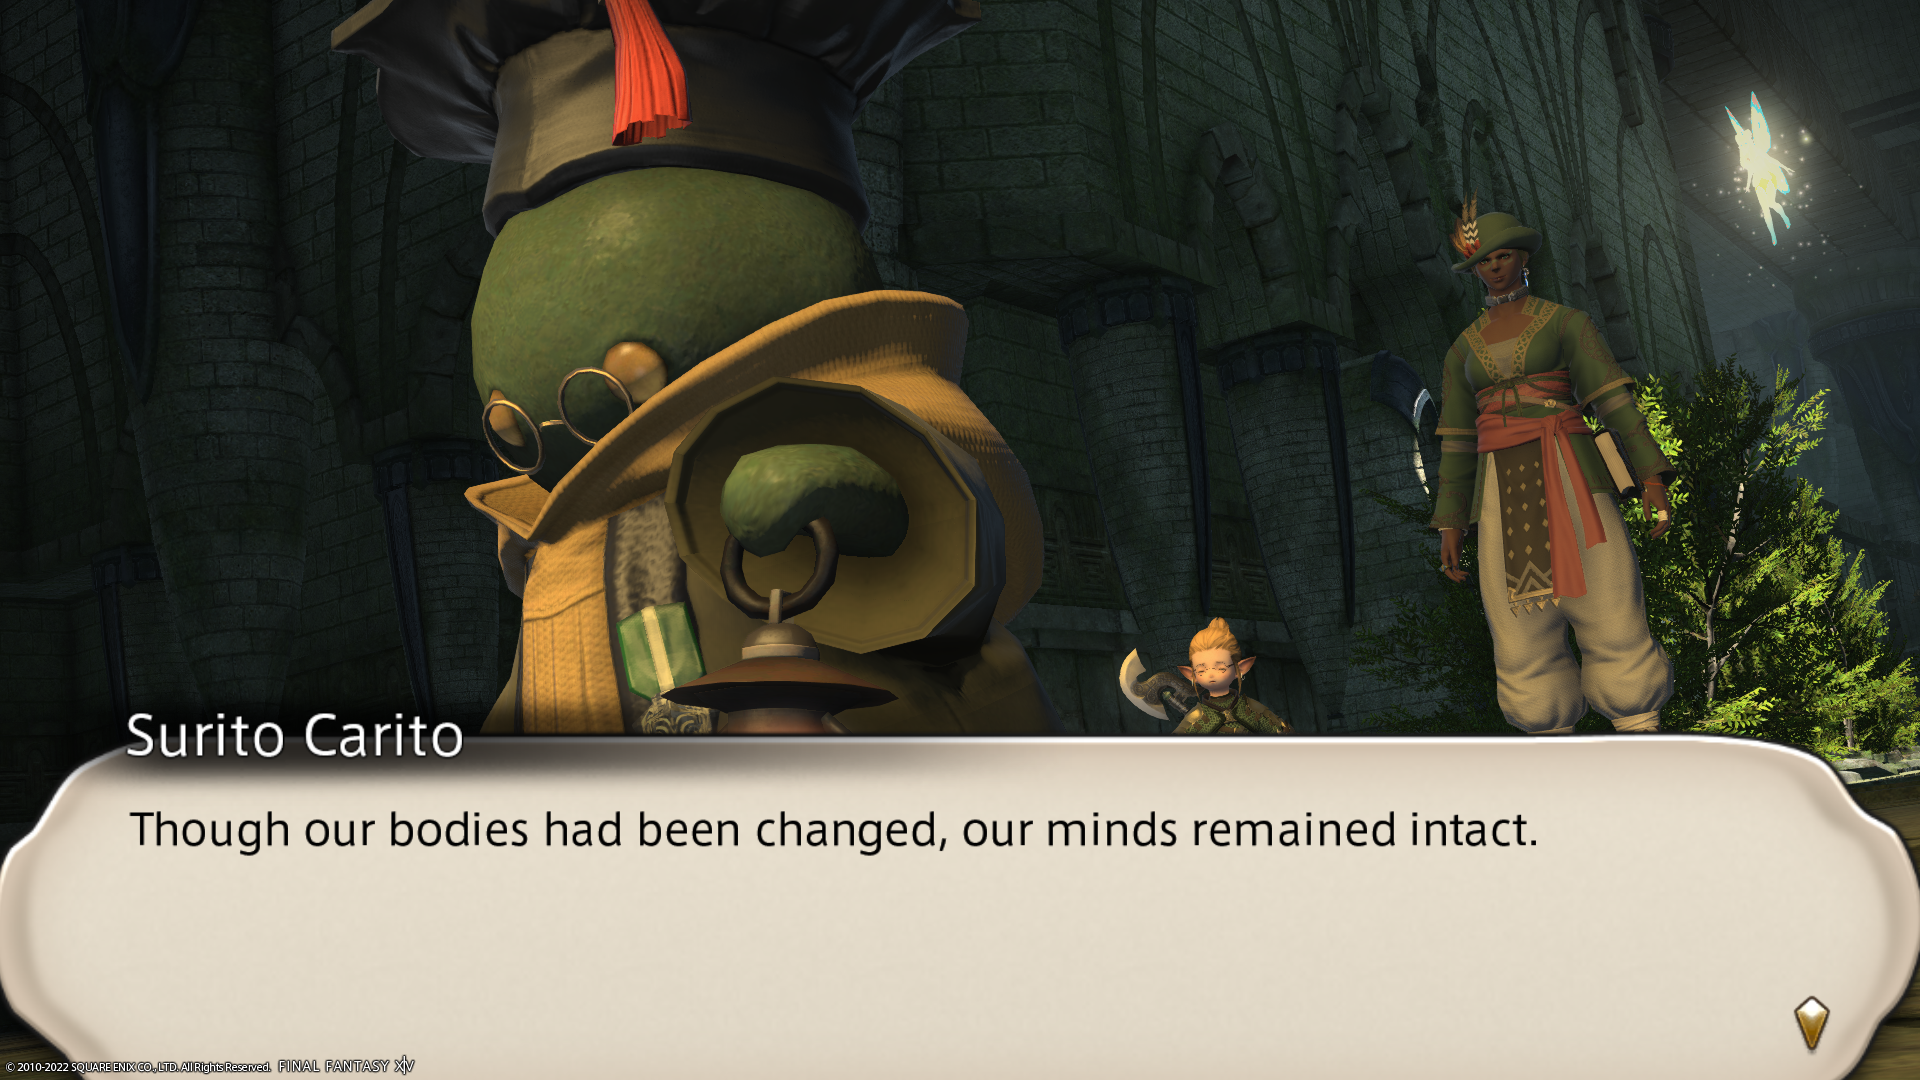 Surito Carito
Though our bodies had been changed, our minds remained intact.
© 2010-2022 SQUARE ENIX CO., LTD. All Rights Reserved. FINAL FANTASY XIV